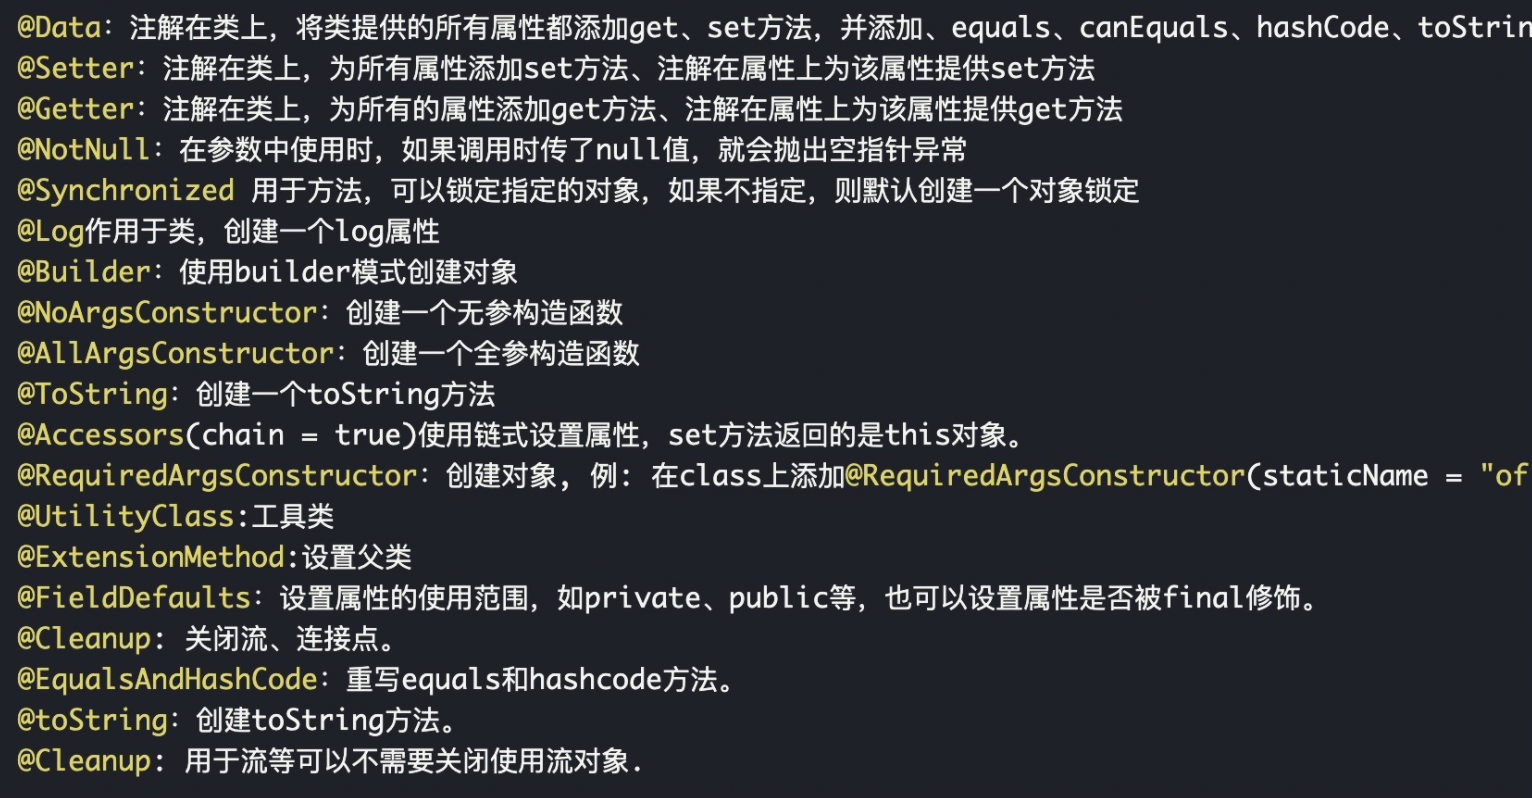 @Data：注解在类上，将类提供的所有属性都添加get、set方法，并添加、equals、canEquals、hashCode、toStrin
@Setter：注解在类上，为所有属性添加set方法、注解在属性上为该属性提供set方法
@Getter：注解在类上，为所有的属性添加get方法、注解在属性上为该属性提供get方法
@NotNull：在参数中使用时，如果调用时传了null值，就会抛出空指针异常
@Synchronized 用于方法，可以锁定指定的对象，如果不指定，则默认创建一个对象锁定
@Log作用于类，创建一个log属性
@Builder：使用builder模式创建对象
@NoArgsConstructor：创建一个无参构造函数
@AllArgsConstructor：创建一个全参构造函数
@ToString：创建一个toString方法
@Accessors(chain = true)使用链式设置属性，set方法返回的是this对象。
@RequiredArgsConstructor：创建对象, 例: 在class上添加@RequiredArgsConstructor(staticName = "of
@UtilityClass:工具类
@ExtensionMethod:设置父类
@FieldDefaults：设置属性的使用范围，如private、public等，也可以设置属性是否被final修饰。
@Cleanup: 关闭流、连接点。
@EqualsAndHashCode：重写equals和hashcode方法。
@toString：创建toString方法。
@Cleanup: 用于流等可以不需要关闭使用流对象.